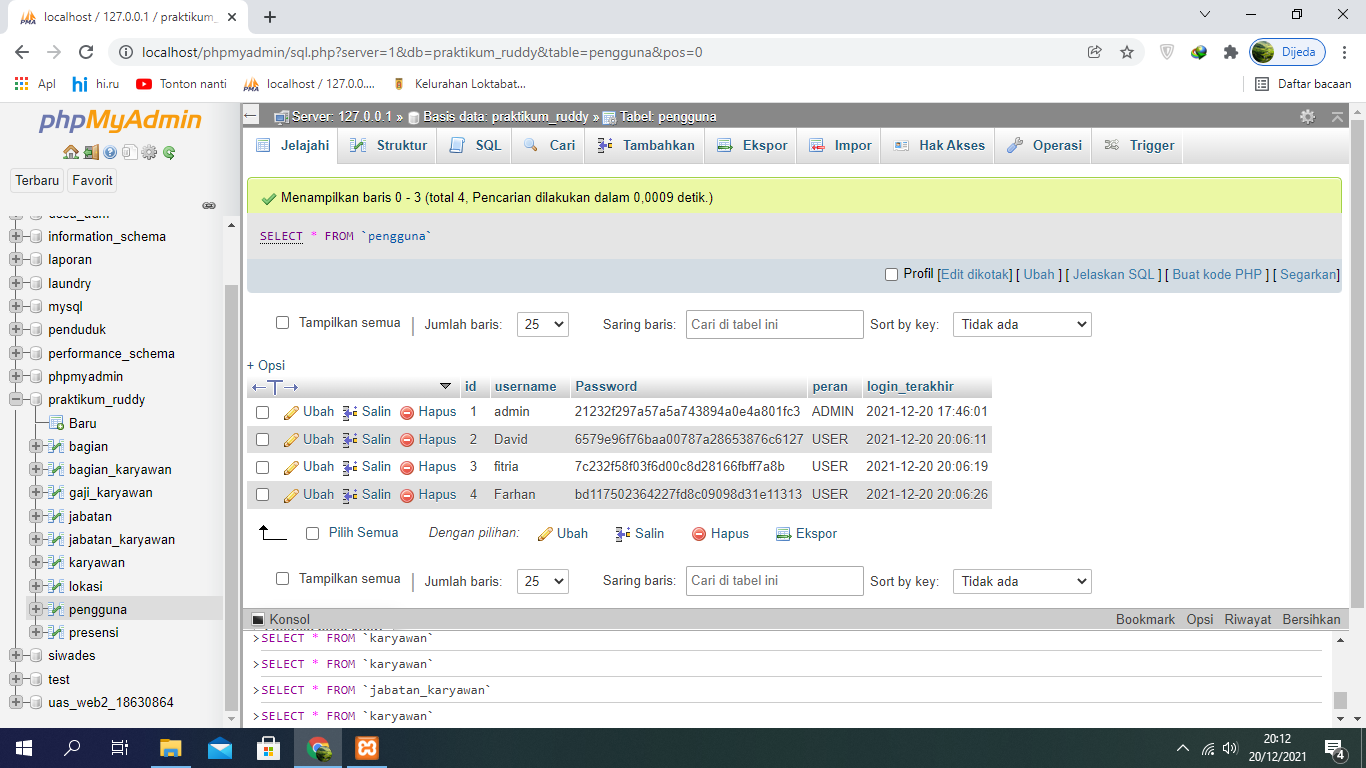 localhost / 127.0.0.1 / praktikum_
localhost/phpmyadmin/sql.php?server=1&db=praktikum_ruddy&table=pengguna&pos=0
Dijeda
Apl hi.ru Tonton nanti localhost / 127.0.0.... Kelurahan Loktabat... Daftar bacaan
phpMyAdmin
Terbaru Favorit
information_schema
laporan
laundry
mysql
penduduk
performance_schema
phpmyadmin
praktikum_ruddy
Baru
bagian
bagian_karyawan
gaji_karyawan
jabatan
jabatan_karyawan
karyawan
lokasi
pengguna
presensi
siwades
test
uas_web2_18630864
Server: 127.0.0.1 » Basis data: praktikum_ruddy » Tabel: pengguna
Jelajahi Struktur SQL Cari Tambahkan Ekspor Impor Hak Akses Operasi Trigger
Menampilkan baris 0 - 3 (total 4, Pencarian dilakukan dalam 0,0009 detik.)
SELECT * FROM `pengguna`
Profil [Edit dikotak] [ Ubah ] [ Jelaskan SQL ] [ Buat kode PHP ] [ Segarkan]
Tampilkan semua | Jumlah baris: 25 Saring baris: Cari di tabel ini Sort by key: Tidak ada
+ Opsi
←T→ id username Password peran login_terakhir
Ubah Salin Hapus 1 admin 21232f297a57a5a743894a0e4a801fc3 ADMIN 2021-12-20 17:46:01
Ubah Salin Hapus 2 David 6579e96f76baa00787a28653876c6127 USER 2021-12-20 20:06:11
Ubah Salin Hapus 3 fitria 7c232f58f03f6d00c8d28166fbff7a8b USER 2021-12-20 20:06:19
Ubah Salin Hapus 4 Farhan bd117502364227fd8c09098d31e11313 USER 2021-12-20 20:06:26
Pilih Semua Dengan pilihan: Ubah Salin Hapus Ekspor
Tampilkan semua | Jumlah baris: 25 Saring baris: Cari di tabel ini Sort by key: Tidak ada
Konsol Bookmark Opsi Riwayat Bersihkan
>SELECT * FROM `karyawan`
>SELECT * FROM `karyawan`
>SELECT * FROM `jabatan_karyawan`
>SELECT * FROM `karyawan`
20:12
20/12/2021
4